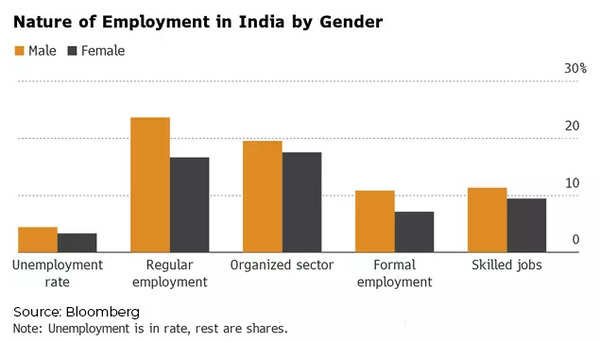 Nature of Employment in India by Gender
Male Female
30%
20
10
0
Unemployment rate
Regular employment
Organized sector
Formal employment
Skilled jobs
Source: Bloomberg
Note: Unemployment is in rate, rest are shares.